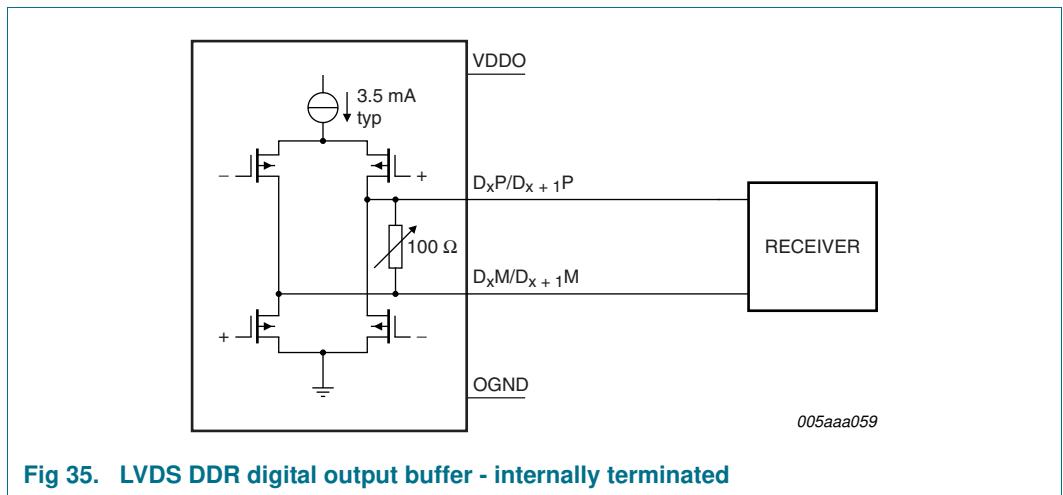 VDDO
3.5 mA
typ
− +
DxP/Dx + 1P
100 Ω
RECEIVER
DxM/Dx + 1M
+ −
OGND
005aaa059
Fig 35. LVDS DDR digital output buffer - internally terminated